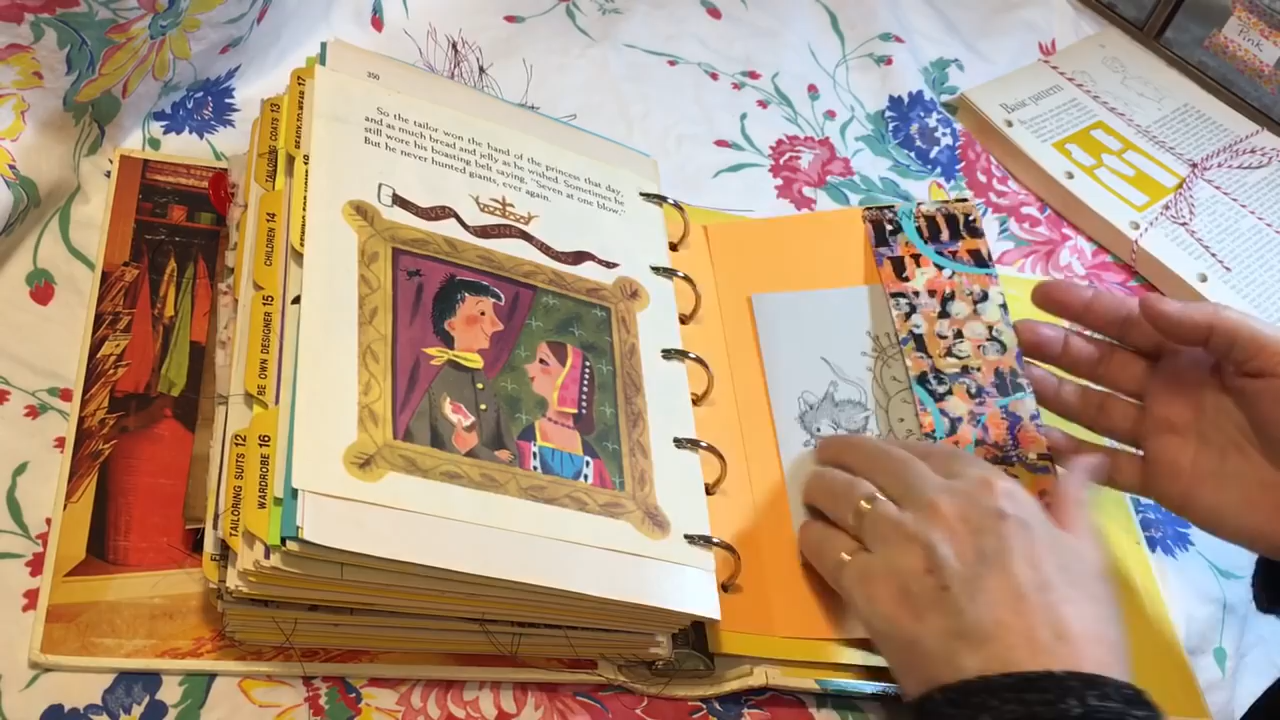 350
So the tailor won the hand of the princess that day,
and as much bread and jelly as he wished. Sometimes he
still wore his boasting belt saying, "Seven at one blow."
But he never hunted giants, ever again.
SEVEN AT ONE BLOW
TAILORING COATS 13
READY-TO-WEAR 17
CHILDREN 14
BE OWN DESIGNER 15
TAILORING SUITS 12
WARDROBE 16
Basic pattern
Pink